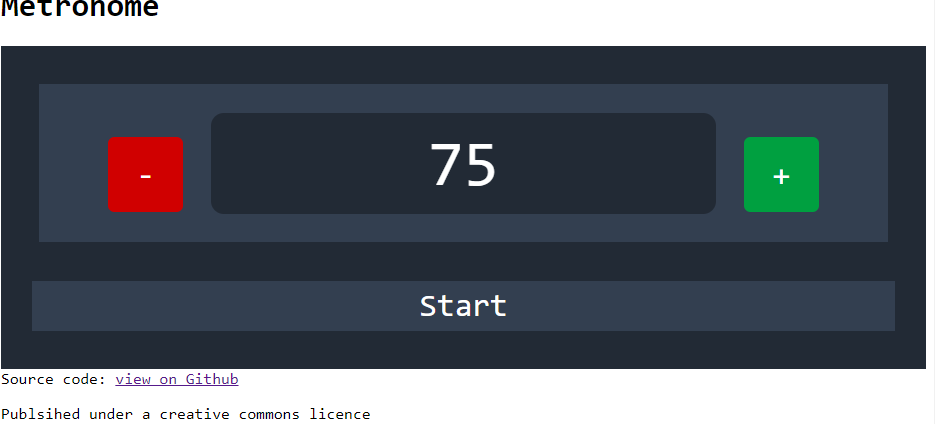 Metronome
- 75 +
Start
Source code: view on Github
Publsihed under a creative commons licence